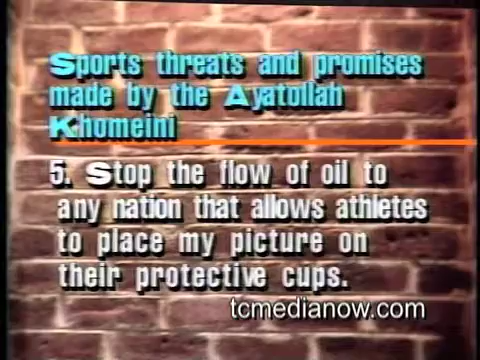 Sports threats and promises
made by the Ayatollah
Khomeini
5. Stop the flow of oil to
any nation that allows athletes
to place my picture on
their protective cups.
tcmedianow.com